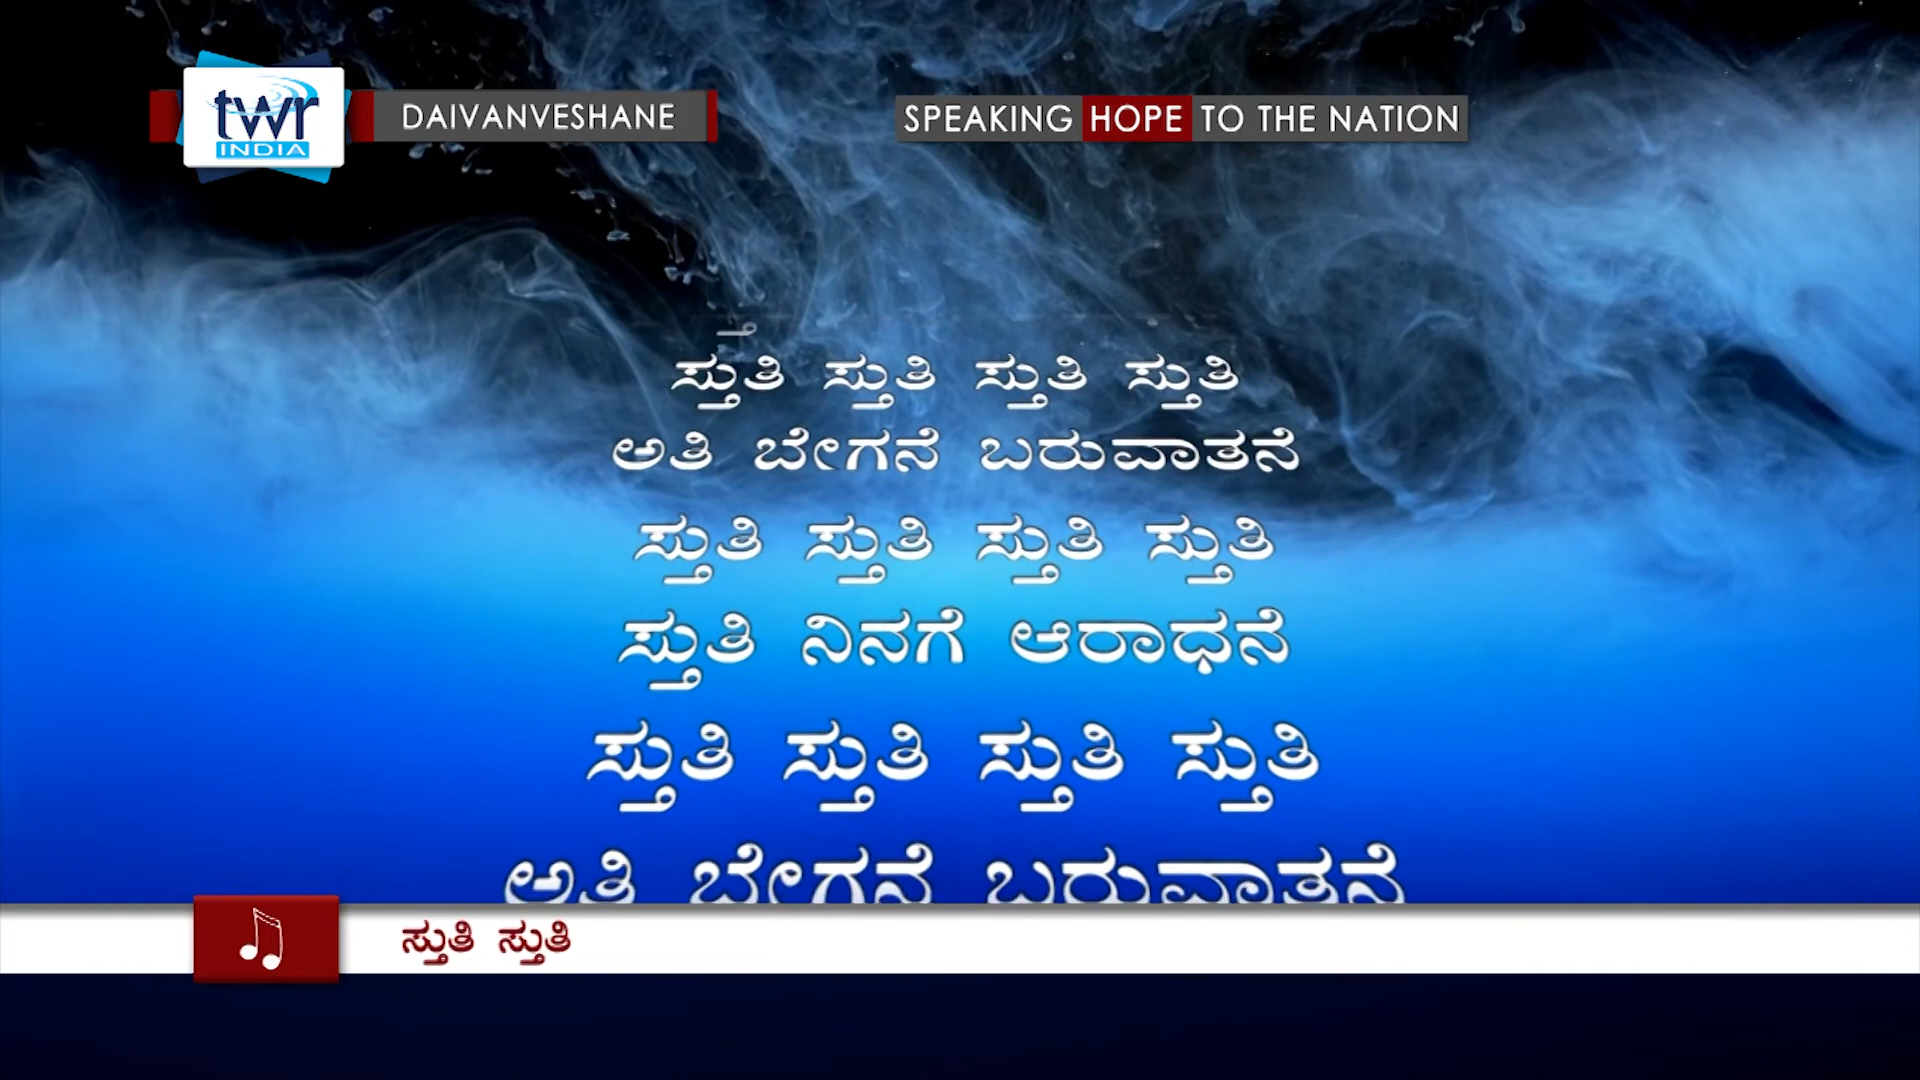 twr
INDIA
DAIVANVESHANE
SPEAKING HOPE TO THE NATION
ಸ್ತುತಿ ಸ್ತುತಿ ಸ್ತುತಿ ಸ್ತುತಿ
ಅತಿ ಬೇಗನೆ ಬರುವಾತನೆ
ಸ್ತುತಿ ಸ್ತುತಿ ಸ್ತುತಿ ಸ್ತುತಿ
ಸ್ತುತಿ ನಿನಗೆ ಆರಾಧನೆ
ಸ್ತುತಿ ಸ್ತುತಿ ಸ್ತುತಿ ಸ್ತುತಿ
ಅತಿ ಬೇಗನೆ ಬರುವಾತನೆ
ಸ್ತುತಿ ಸ್ತುತಿ